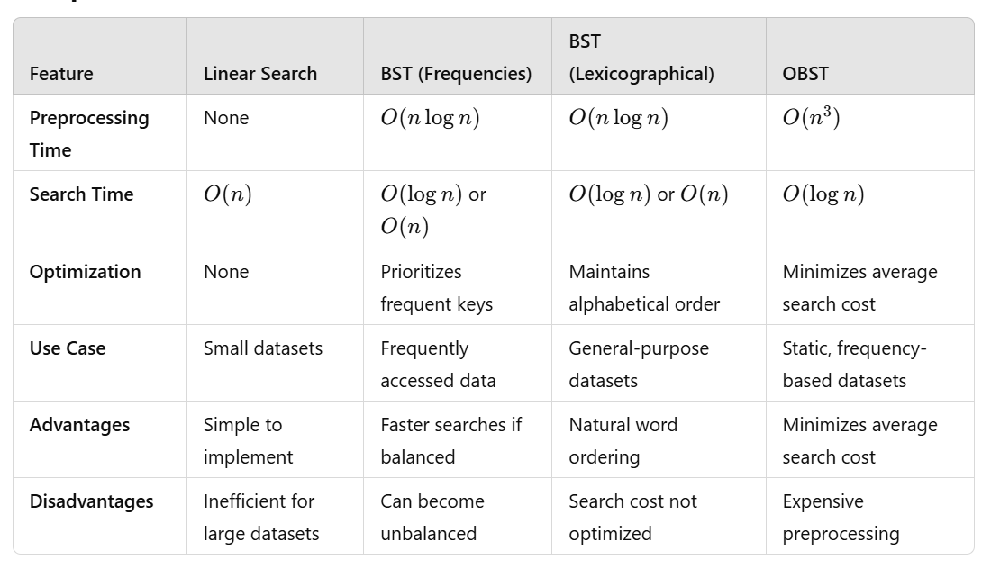 Feature Linear Search BST (Frequencies) BST (Lexicographical) OBST
Preprocessing Time None O(n log n) O(n log n) O(n³)
Search Time O(n) O(log n) or O(n) O(log n) or O(n) O(log n)
Optimization None Prioritizes frequent keys Maintains alphabetical order Minimizes average search cost
Use Case Small datasets Frequently accessed data General-purpose datasets Static, frequency-based datasets
Advantages Simple to implement Faster searches if balanced Natural word ordering Minimizes average search cost
Disadvantages Inefficient for large datasets Can become unbalanced Search cost not optimized Expensive preprocessing